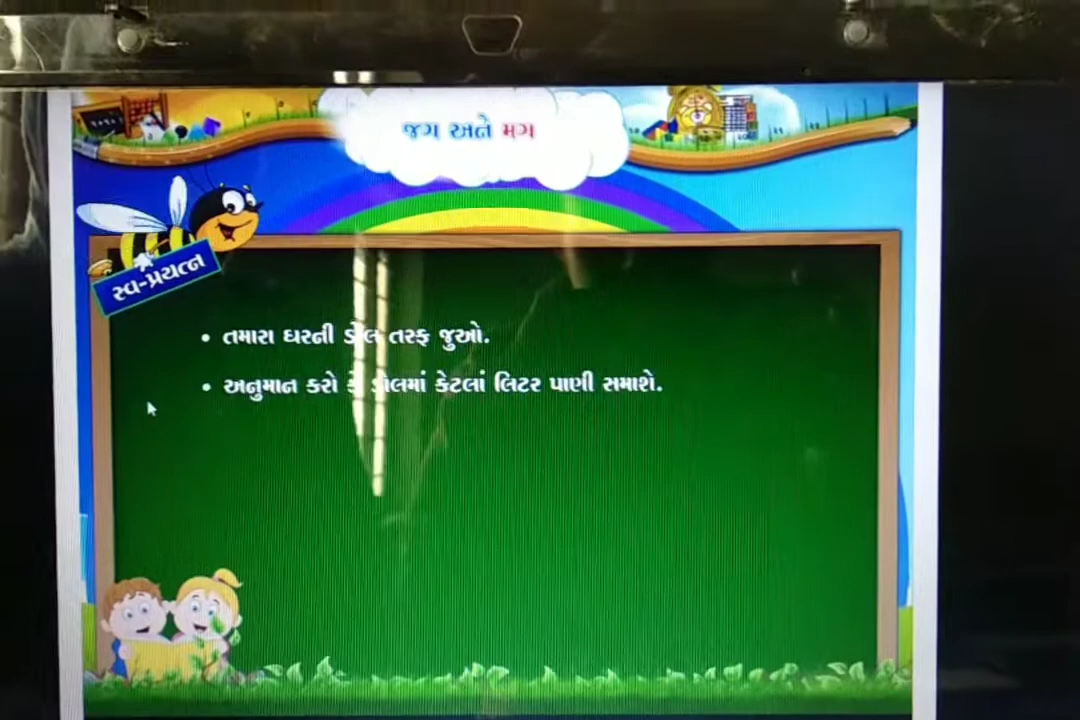 જગ અને મગ
સ્વ-પ્રયત્ન
• તમારા ઘરની ડોલ તરફ જુઓ.
• અનુમાન કરો કે ડોલમાં કેટલાં લિટર પાણી સમાશે.